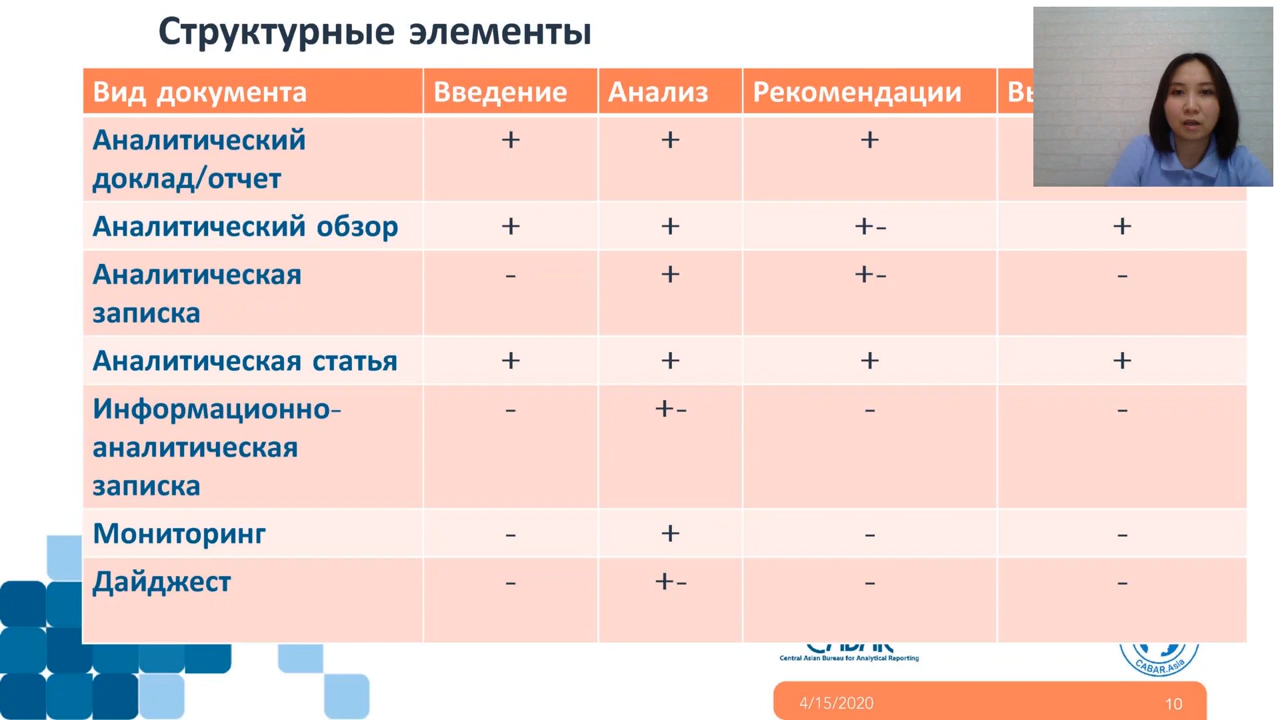 Структурные элементы
Вид документа Введение Анализ Рекомендации
Аналитический доклад/отчет + + +
Аналитический обзор + + +- +
Аналитическая записка - + +- -
Аналитическая статья + + + +
Информационно-аналитическая записка - +- - -
Мониторинг - + - -
Дайджест - +- - -
Central Asian Bureau for Analytical Reporting
CABAR.Asia
4/15/2020
10